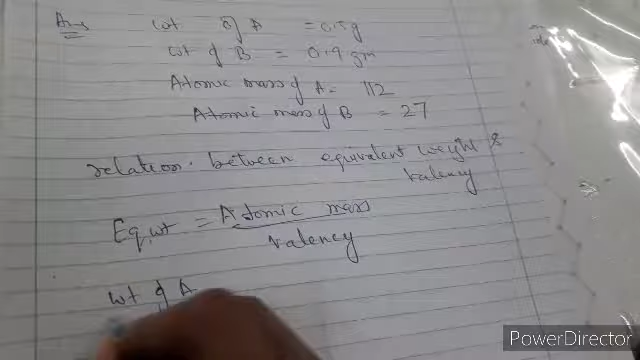 Ans wt of A = 0.5g
wt of B = 0.9 gm
Atomic mass of A = 112
Atomic mass of B = 27
relation between equivalent weight &
valency
Eq.wt = Atomic mass
valency
wt of A
PowerDirector